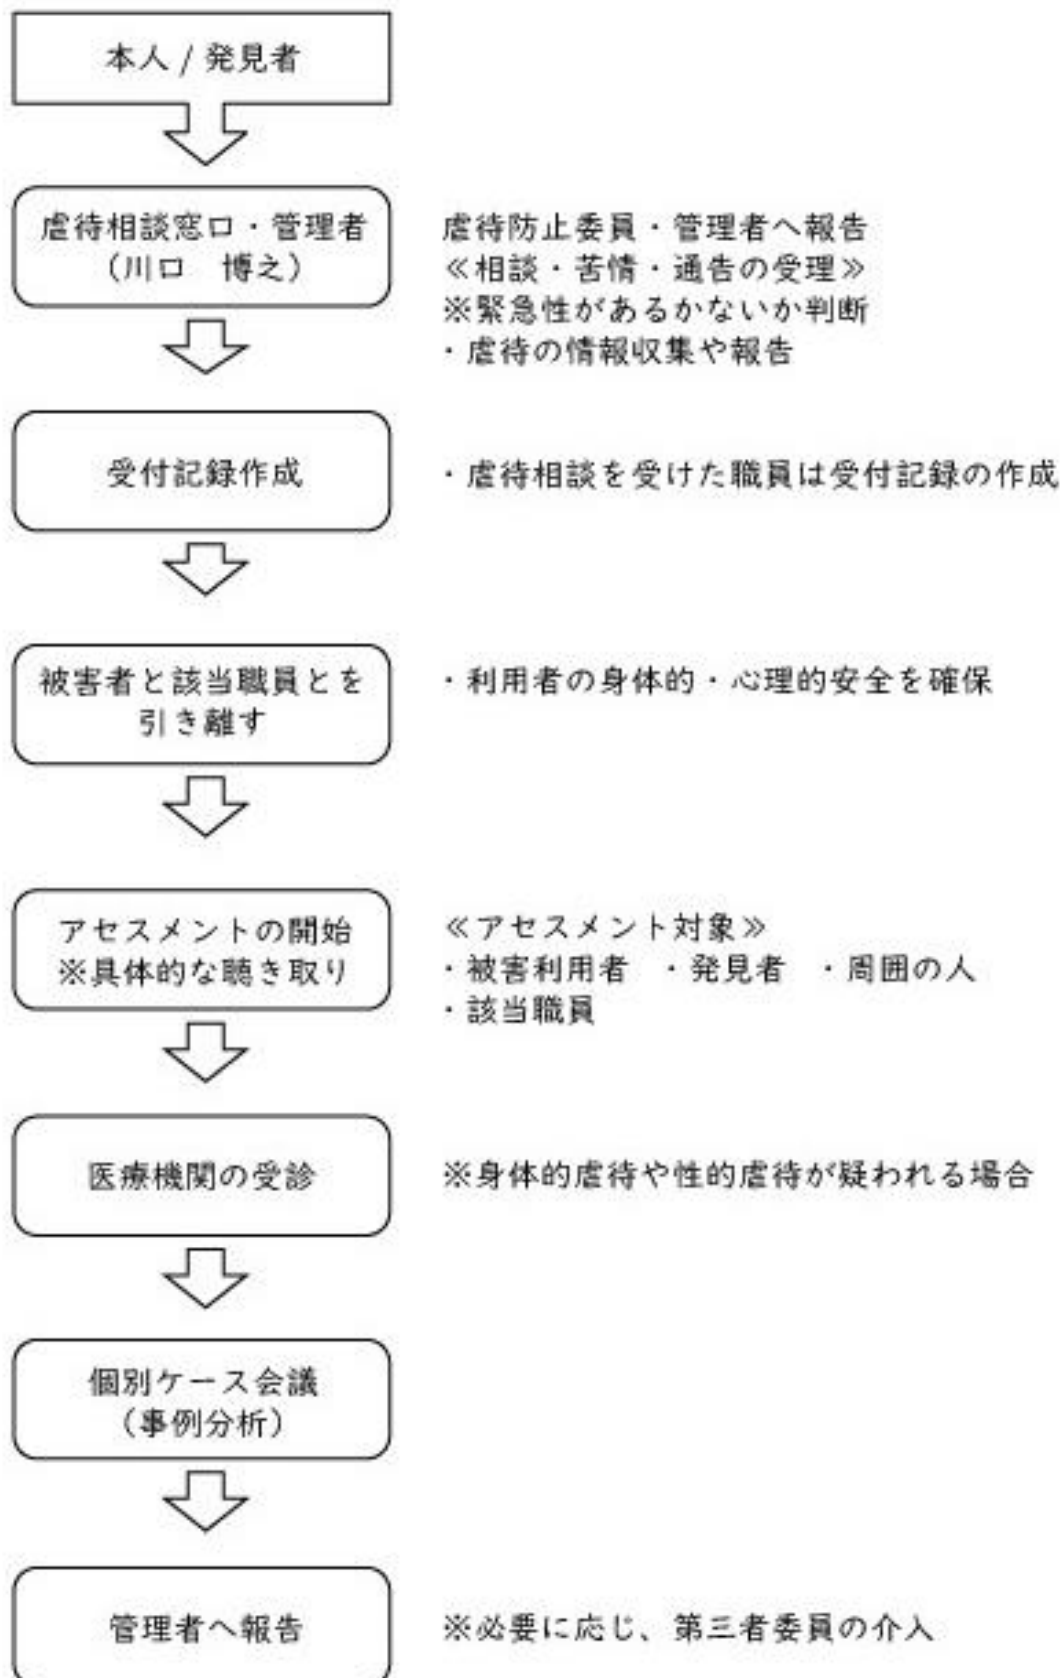 本人 / 発見者
虐待相談窓口・管理者
（川口　博之）
虐待防止委員・管理者へ報告
≪相談・苦情・通告の受理≫
※緊急性があるかないか判断
・虐待の情報収集や報告
受付記録作成
・虐待相談を受けた職員は受付記録の作成
被害者と該当職員とを
引き離す
・利用者の身体的・心理的安全を確保
アセスメントの開始
※具体的な聴き取り
≪アセスメント対象≫
・被害利用者　・発見者　・周囲の人
・該当職員
医療機関の受診
※身体的虐待や性的虐待が疑われる場合
個別ケース会議
（事例分析）
管理者へ報告
※必要に応じ、第三者委員の介入